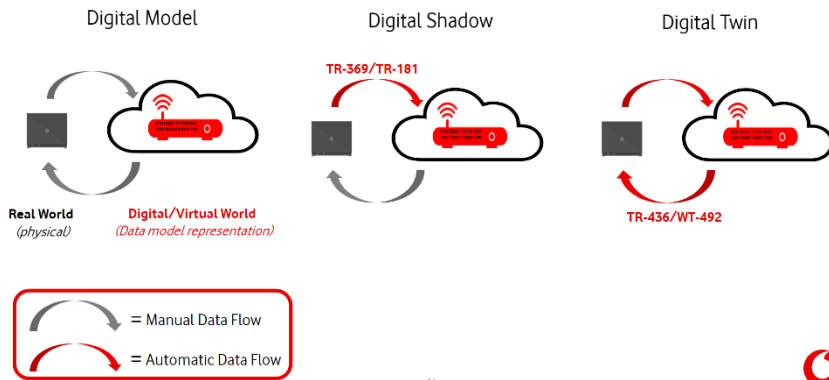 Digital Model
Digital Shadow
Digital Twin
TR-369/TR-181
Real World
(physical)
Digital/Virtual World
(Data model representation)
TR-436/WT-492
= Manual Data Flow
= Automatic Data Flow